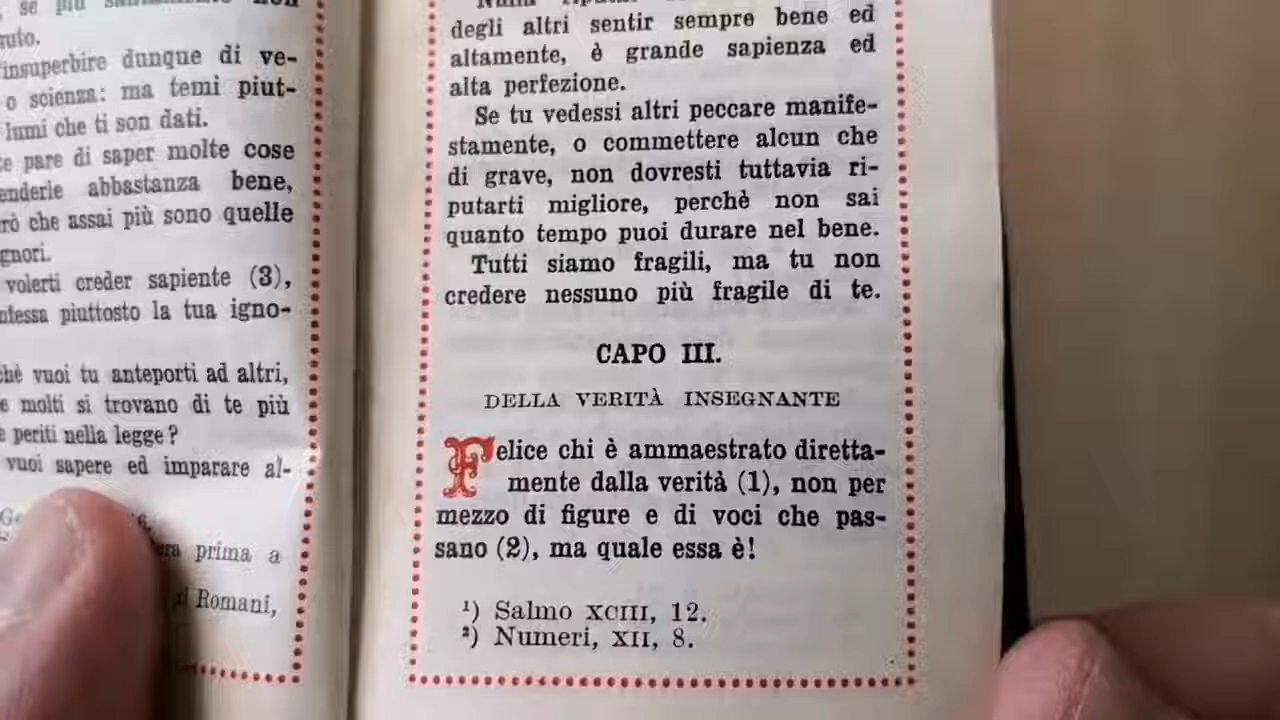 se più santamente non
insuperbire dunque di ve-
o scienza: ma temi piut-
lumi che ti son dati.
pare di saper molte cose
abbastanza bene,
che assai più sono quelle
volerti creder sapiente (3),
piuttosto la tua igno-
vuoi tu anteporti ad altri,
molti si trovano di te più
periti nella legge?
vuoi sapere ed imparare al-
prima a
Romani,
degli altri sentir sempre bene ed
altamente, è grande sapienza ed
alta perfezione.
Se tu vedessi altri peccare manife-
stamente, o commettere alcun che
di grave, non dovresti tuttavia ri-
putarti migliore, perchè non sai
quanto tempo puoi durare nel bene.
Tutti siamo fragili, ma tu non
credere nessuno più fragile di te.
CAPO III.
DELLA VERITÀ INSEGNANTE
Felice chi è ammaestrato diretta-
mente dalla verità (1), non per
mezzo di figure e di voci che pas-
sano (2), ma quale essa è!
¹) Salmo XCIII, 12.
²) Numeri, XII, 8.